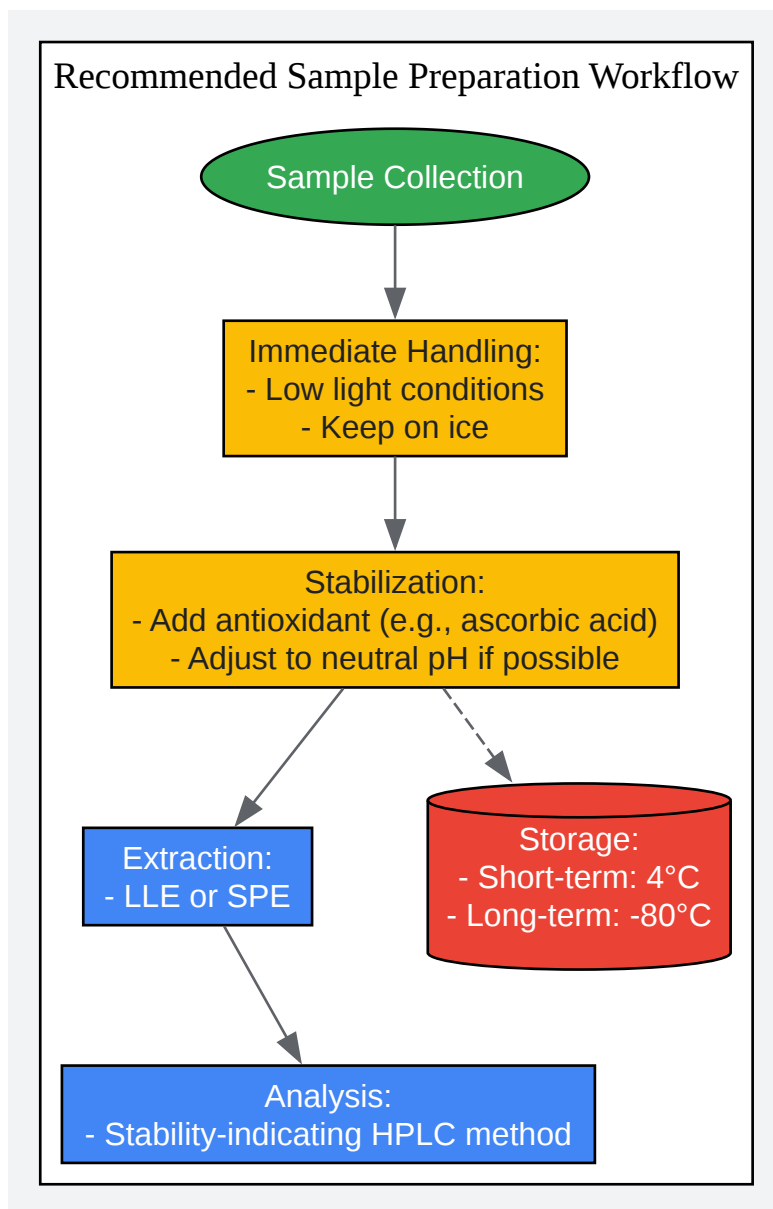 Recommended Sample Preparation Workflow
Sample Collection
Immediate Handling:
- Low light conditions
- Keep on ice
Stabilization:
- Add antioxidant (e.g., ascorbic acid)
- Adjust to neutral pH if possible
Extraction:
- LLE or SPE
Storage:
- Short-term: 4°C
- Long-term: -80°C
Analysis:
- Stability-indicating HPLC method